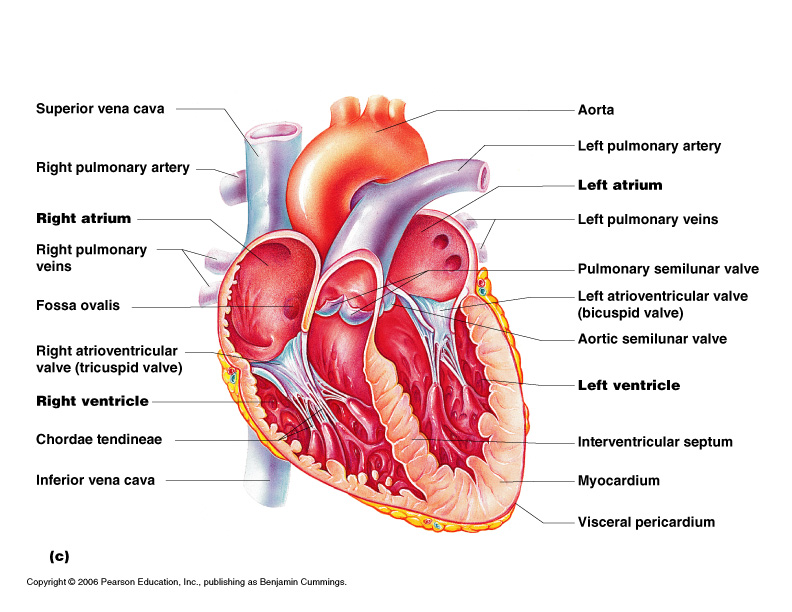 Superior vena cava
Right pulmonary artery
Right atrium
Right pulmonary
veins
Fossa ovalis
Right atrioventricular
valve (tricuspid valve)
Right ventricle
Chordae tendineae
Inferior vena cava
Aorta
Left pulmonary artery
Left atrium
Left pulmonary veins
Pulmonary semilunar valve
Left atrioventricular valve
(bicuspid valve)
Aortic semilunar valve
Left ventricle
Interventricular septum
Myocardium
Visceral pericardium
(c)
Copyright © 2006 Pearson Education, Inc., publishing as Benjamin Cummings.